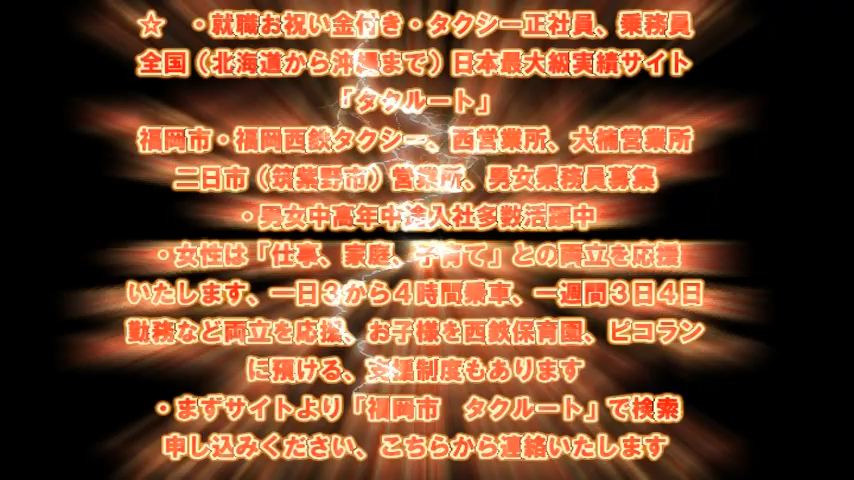 ☆　・就職お祝い金付き・タクシー正社員、乗務員
全国（北海道から沖縄まで）日本最大級実績サイト
「タクルート」
福岡市・福岡西鉄タクシー、西営業所、大楠営業所
二日市（筑紫野市）営業所、男女乗務員募集
・男女中高年中途入社多数活躍中
・女性は「仕事、家庭、子育て」との両立を応援
いたします、一日３から４時間乗車、一週間３日４日
勤務など両立を応援、お子様を西鉄保育園、ピコラン
に預ける、支援制度もあります
・まずサイトより「福岡市　タクルート」で検索
申し込みください、こちらから連絡いたします